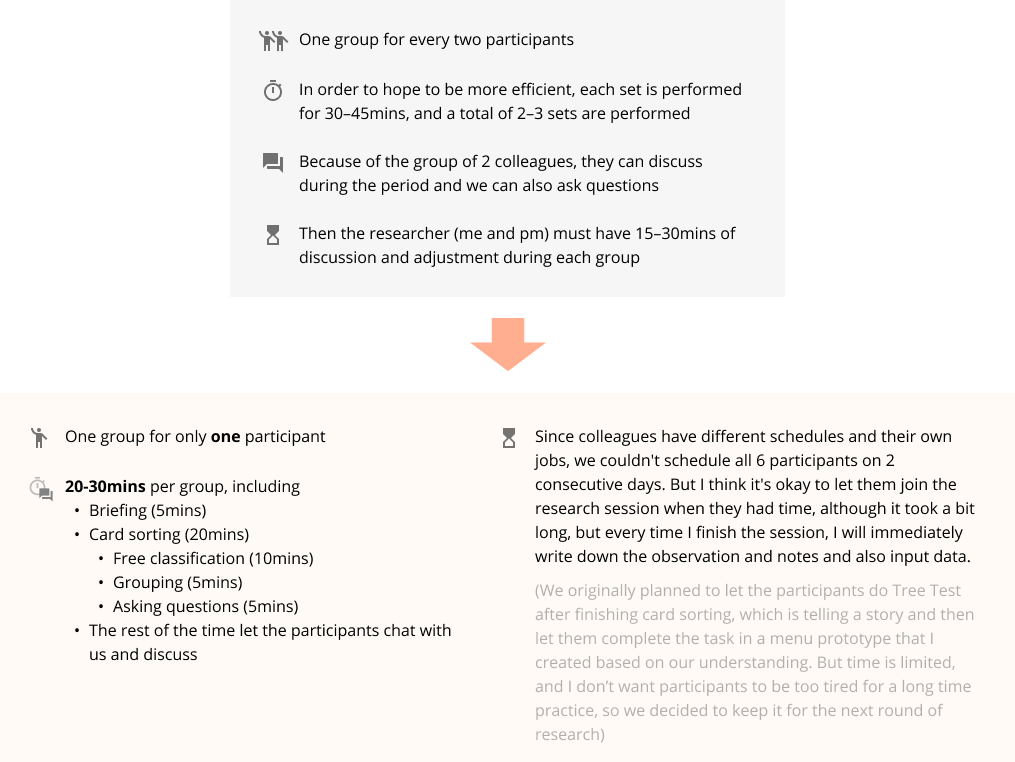 One group for every two participants
In order to hope to be more efficient, each set is performed
for 30–45mins, and a total of 2–3 sets are performed
Because of the group of 2 colleagues, they can discuss
during the period and we can also ask questions
Then the researcher (me and pm) must have 15–30mins of
discussion and adjustment during each group
One group for only one participant
20-30mins per group, including
• Briefing (5mins)
• Card sorting (20mins)
• Free classification (10mins)
• Grouping (5mins)
• Asking questions (5mins)
• The rest of the time let the participants chat with
us and discuss
Since colleagues have different schedules and their own
jobs, we couldn't schedule all 6 participants on 2
consecutive days. But I think it's okay to let them join the
research session when they had time, although it took a bit
long, but every time I finish the session, I will immediately
write down the observation and notes and also input data.
(We originally planned to let the participants do Tree Test
after finishing card sorting, which is telling a story and then
let them complete the task in a menu prototype that I
created based on our understanding. But time is limited,
and I don’t want participants to be too tired for a long time
practice, so we decided to keep it for the next round of
research)